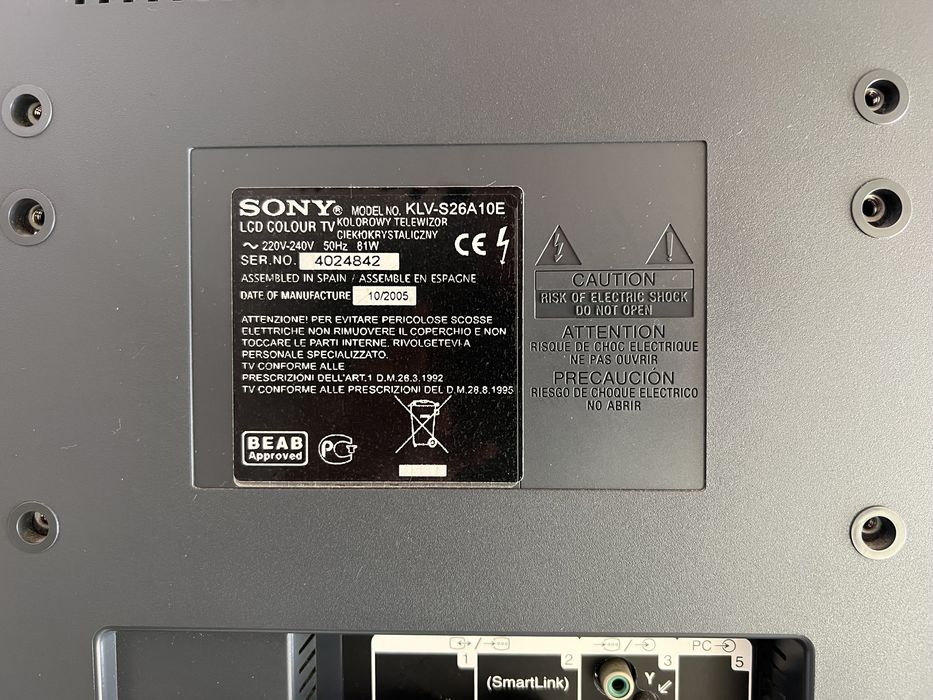 SONY® MODEL NO. KLV-S26A10E
LCD COLOUR TV KOLOROWY TELEWIZOR
CIEKŁOKRYSTALICZNY
~ 220V-240V 50Hz 81W
CE
SER.NO. 4024842
ASSEMBLED IN SPAIN / ASSEMBLE EN ESPAGNE
DATE OF MANUFACTURE 10/2005
ATTENZIONE! PER EVITARE PERICOLOSE SCOSSE
ELETTRICHE NON RIMUOVERE IL COPERCHIO E NON
TOCCARE LE PARTI INTERNE. RIVOLGETEVI A
PERSONALE SPECIALIZZATO.
TV CONFORME ALLE
PRESCRIZIONI DELL'ART.1 D.M.26.3.1992
TV CONFORME ALLE PRESCRIZIONI DEL D.M.28.8.1995
BEAB
Approved
PCT
CAUTION
RISK OF ELECTRIC SHOCK
DO NOT OPEN
ATTENTION
RISQUE DE CHOC ELECTRIQUE
NE PAS OUVRIR
PRECAUCIÓN
RIESGO DE CHOQUE ELECTRICO
NO ABRIR
1
2
(SmartLink)
3
Y
PC
5